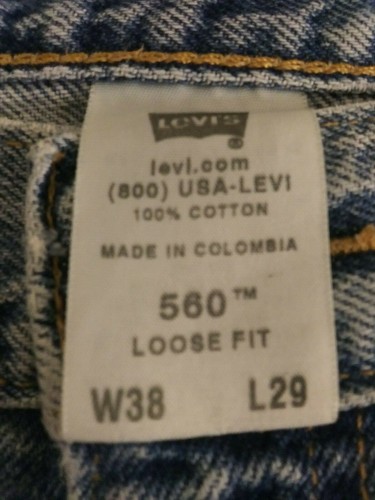 LEVI'S
®
levi.com
(800) USA-LEVI
100% COTTON
MADE IN COLOMBIA
560™
LOOSE FIT
W38 L29